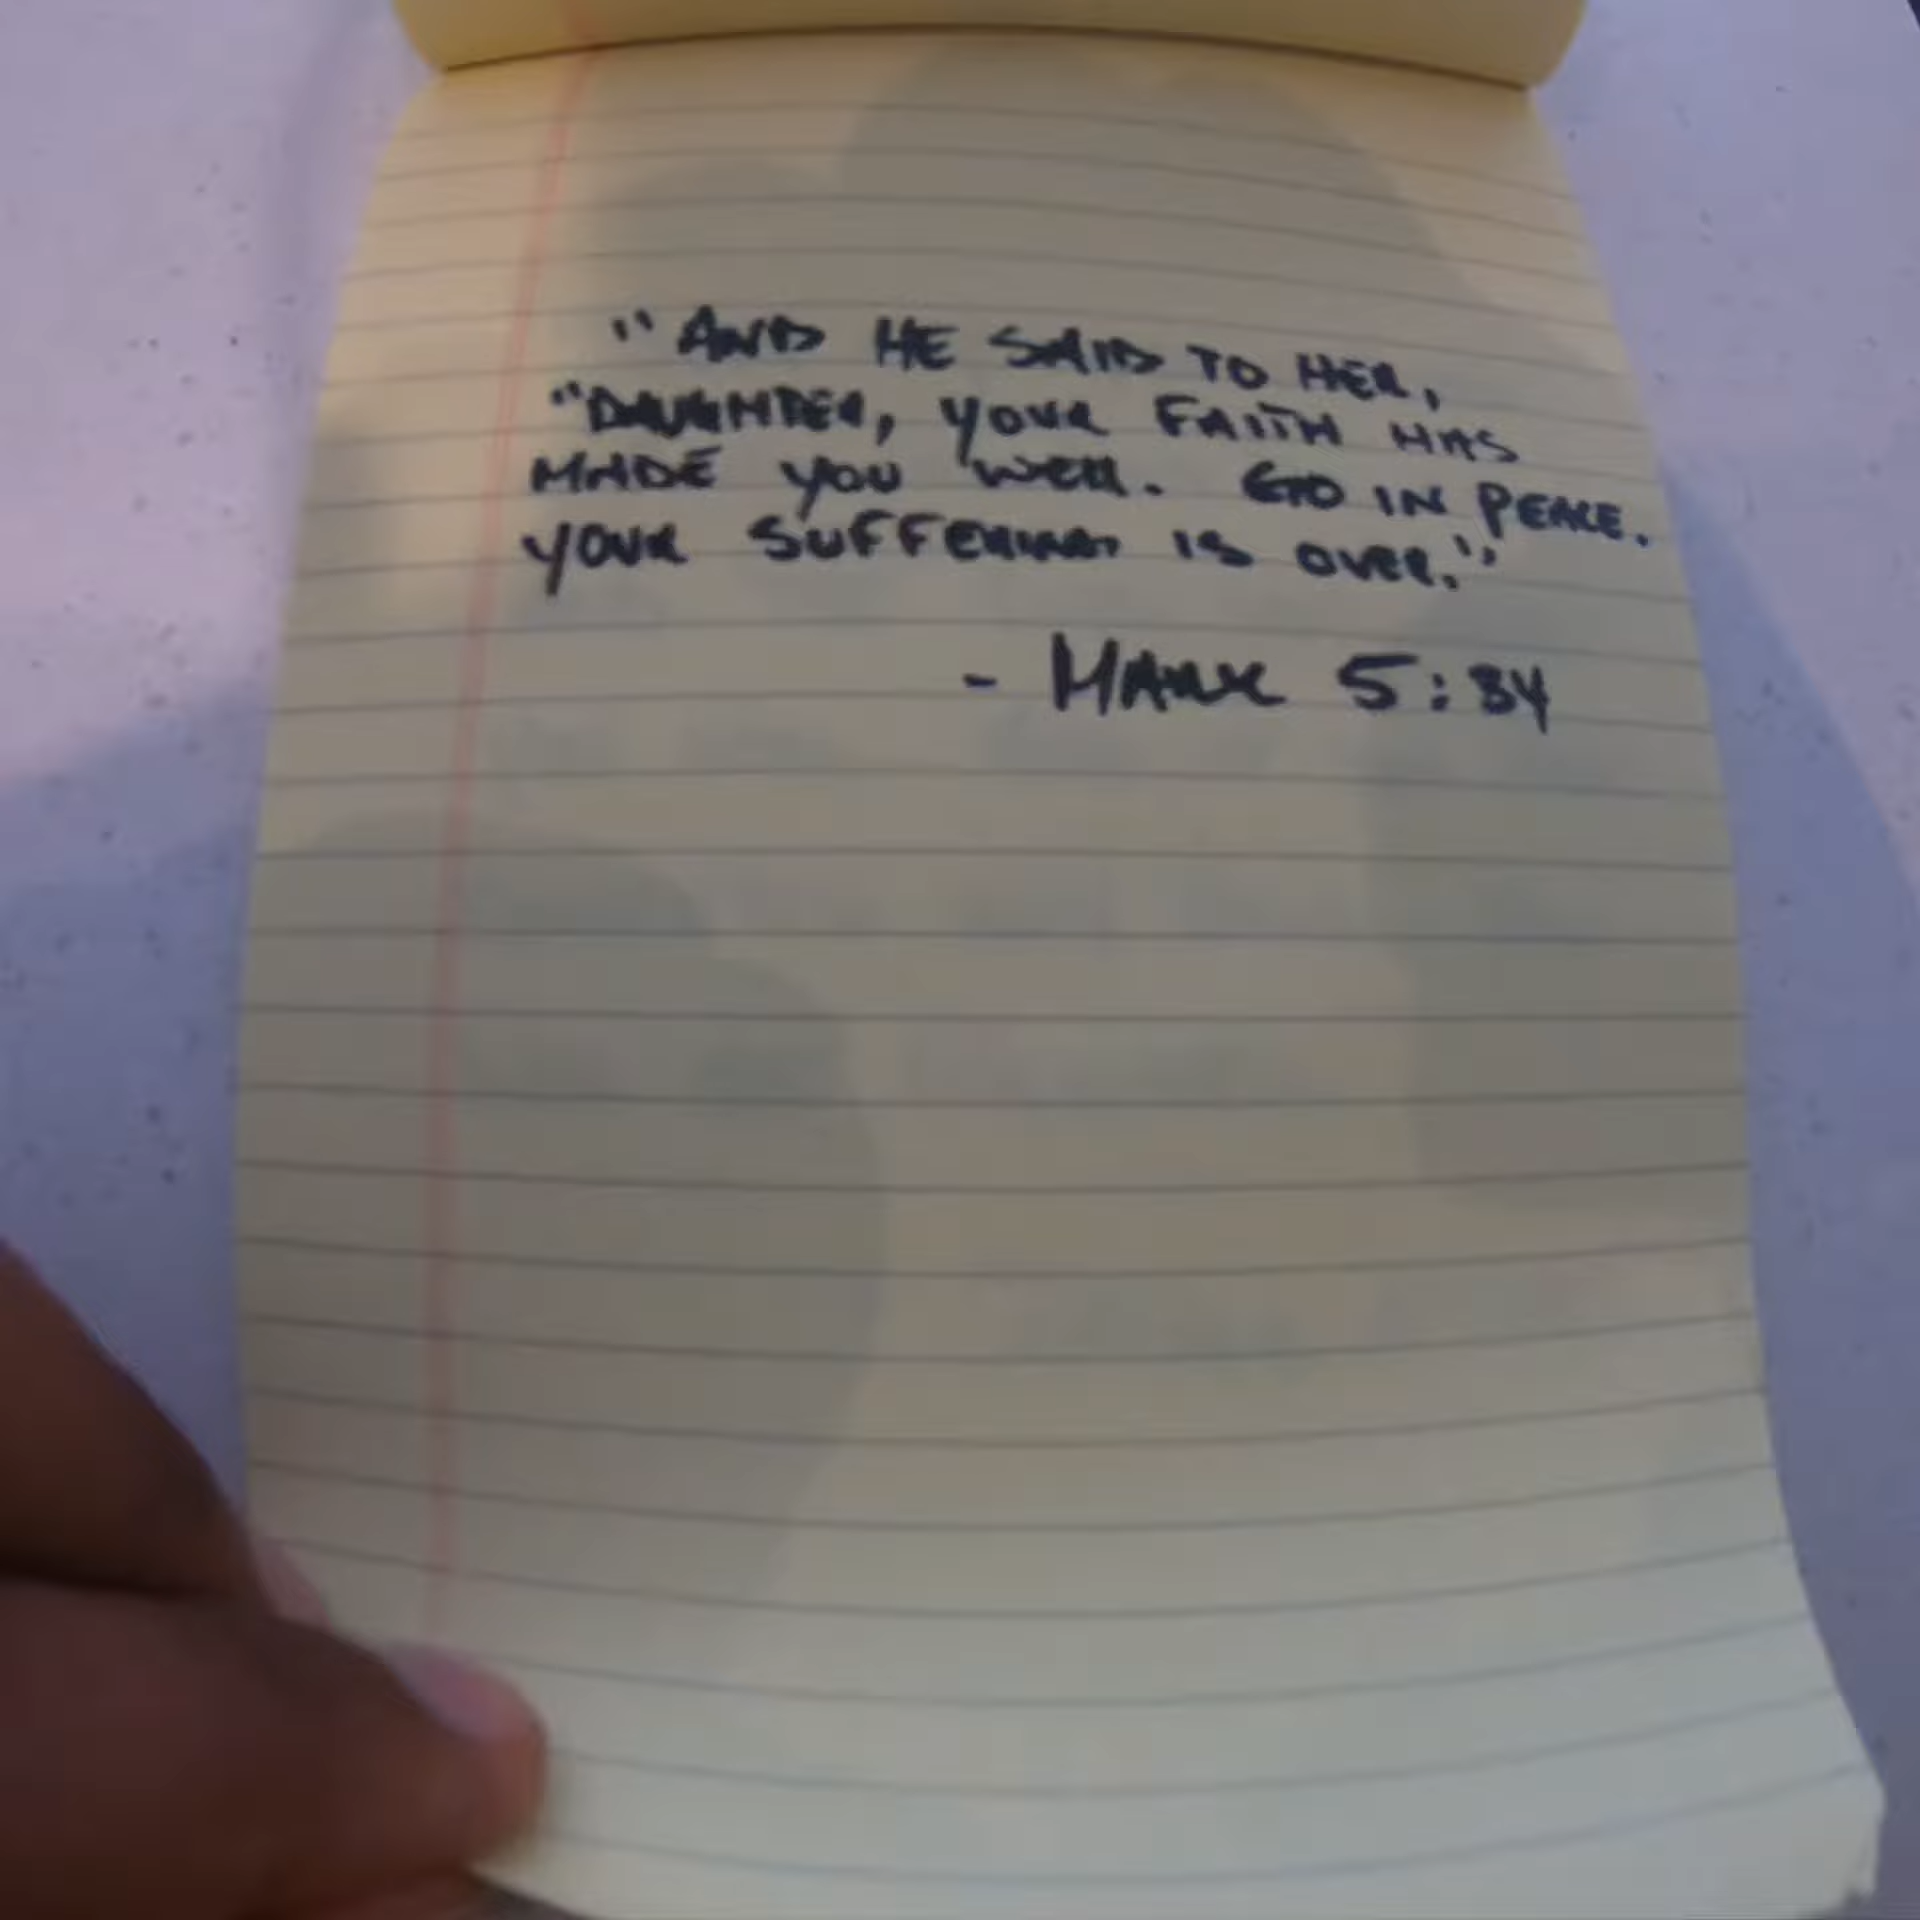 "AND HE SAID TO HER,
"DAUGHTER, YOUR FAITH HAS
MADE YOU WELL. GO IN PEACE.
YOUR SUFFERING IS OVER."
- MARK 5:34